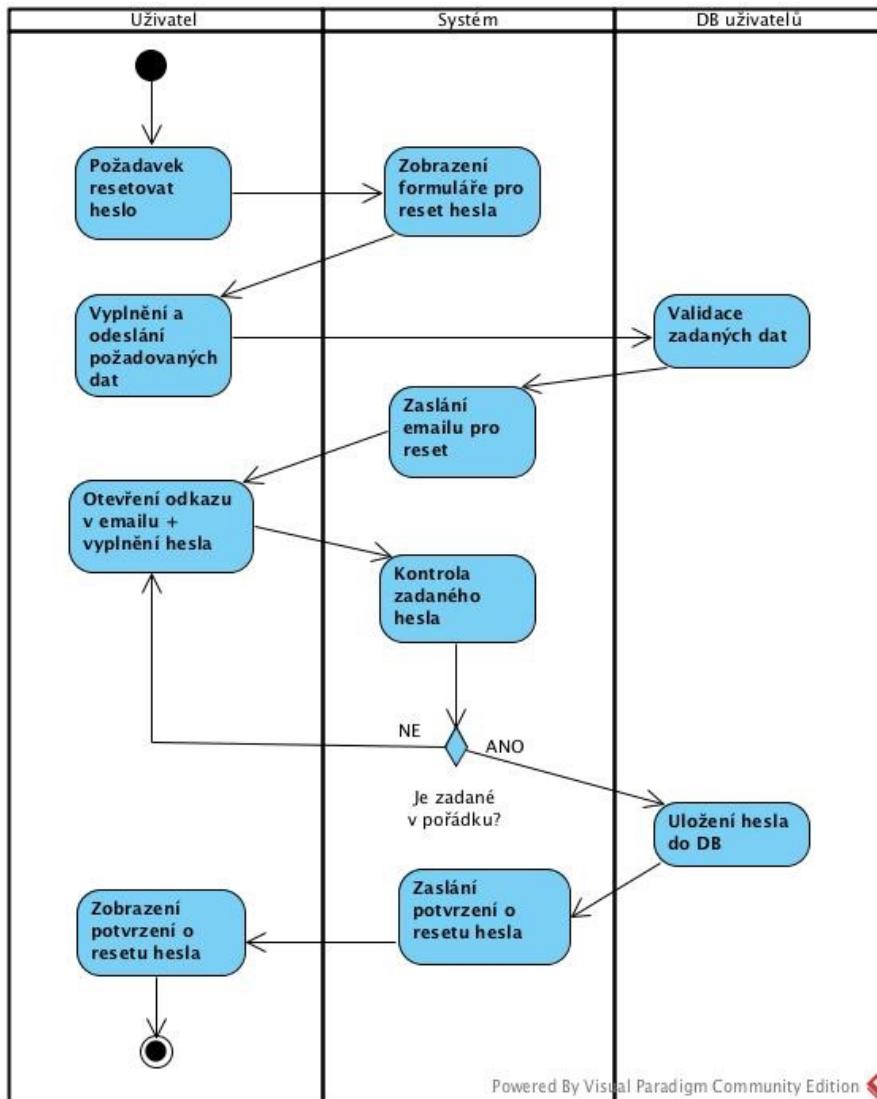 Uživatel
Systém
DB uživatelů
Požadavek
resetovat
heslo
Zobrazení
formuláře pro
reset hesla
Vyplnění a
odeslání
požadovaných
dat
Validace
zadaných dat
Zaslání
emailu pro
reset
Otevření odkazu
v emailu +
vyplnění hesla
Kontrola
zadaného
hesla
NE
ANO
Je zadané
v pořádku?
Uložení hesla
do DB
Zaslání
potvrzení o
resetu hesla
Zobrazení
potvrzení o
resetu hesla
Powered By Visual Paradigm Community Edition